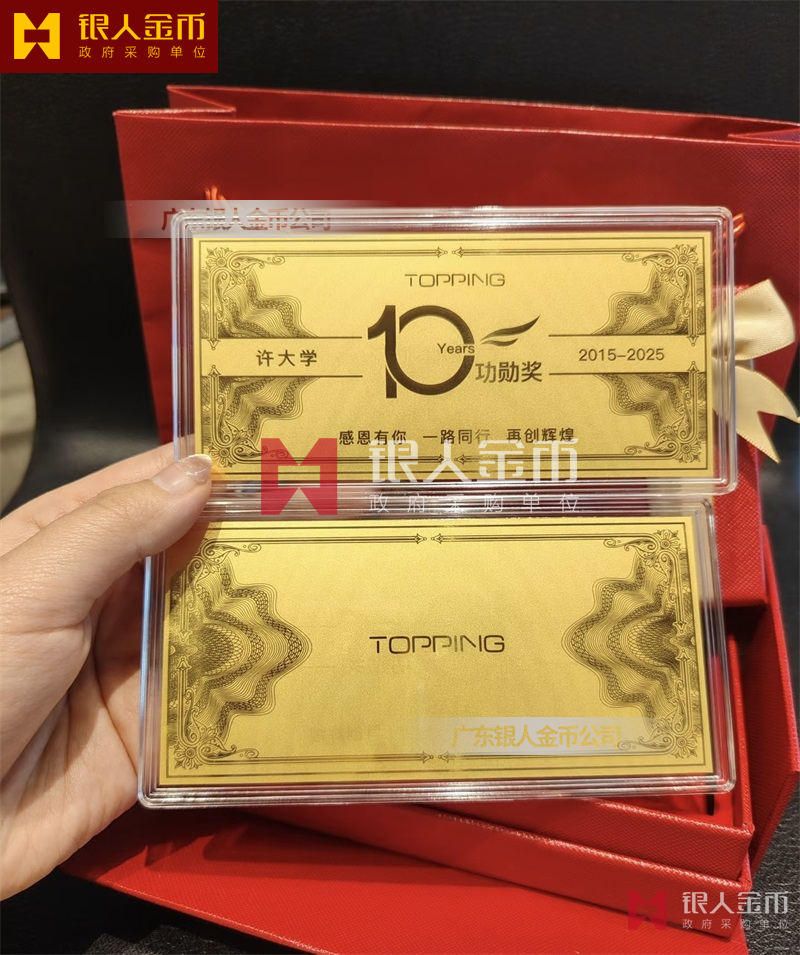 银人金币
政府采购单位
广东银人金币公司
TOPPING
许大学
10
Years
功勋奖
2015-2025
感恩有你 一路同行 再创辉煌
银人金币
政府采购单位
TOPPING
广东银人金币公司
银人金币
政府采购单位